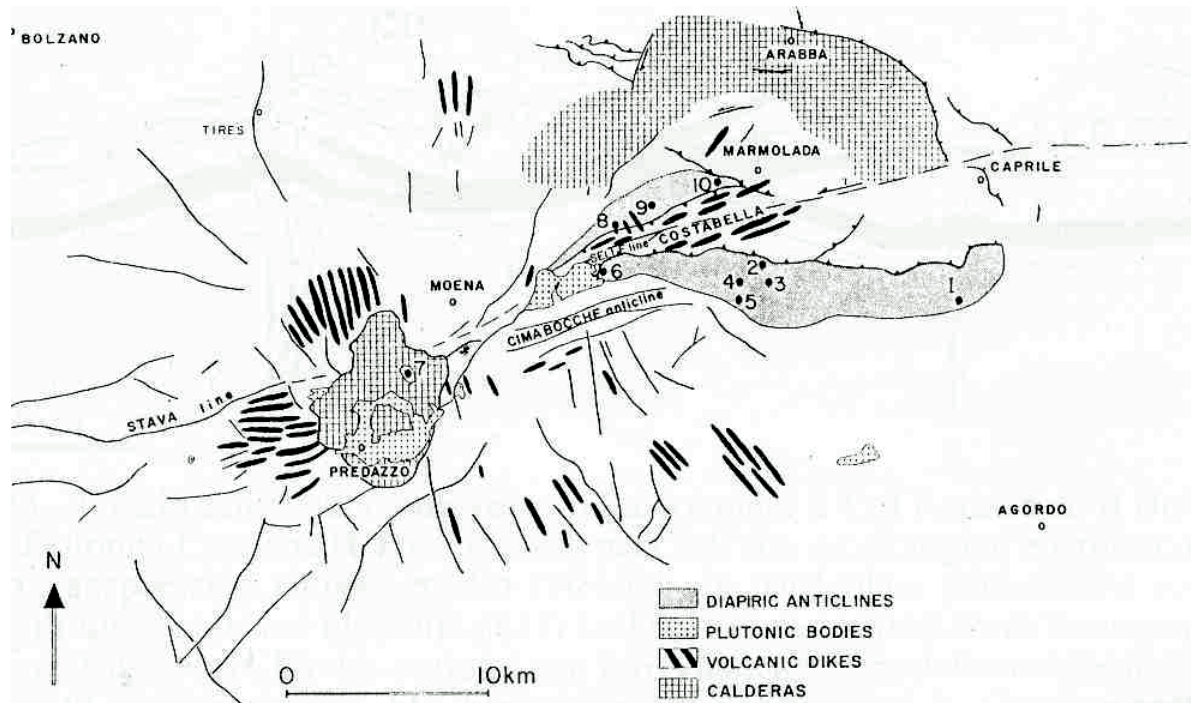 BOLZANO
ARABBA
TIRES
MARMOLADA
CAPRILE
10
9
8
COSTABELLA
line
6
2
4
3
5
1
MOENA
CIMABOCCHE anticline
7
STAVA line
PREDAZZO
AGORDO
N
DIAPIRIC ANTICLINES
PLUTONIC BODIES
VOLCANIC DIKES
CALDERAS
0 10km